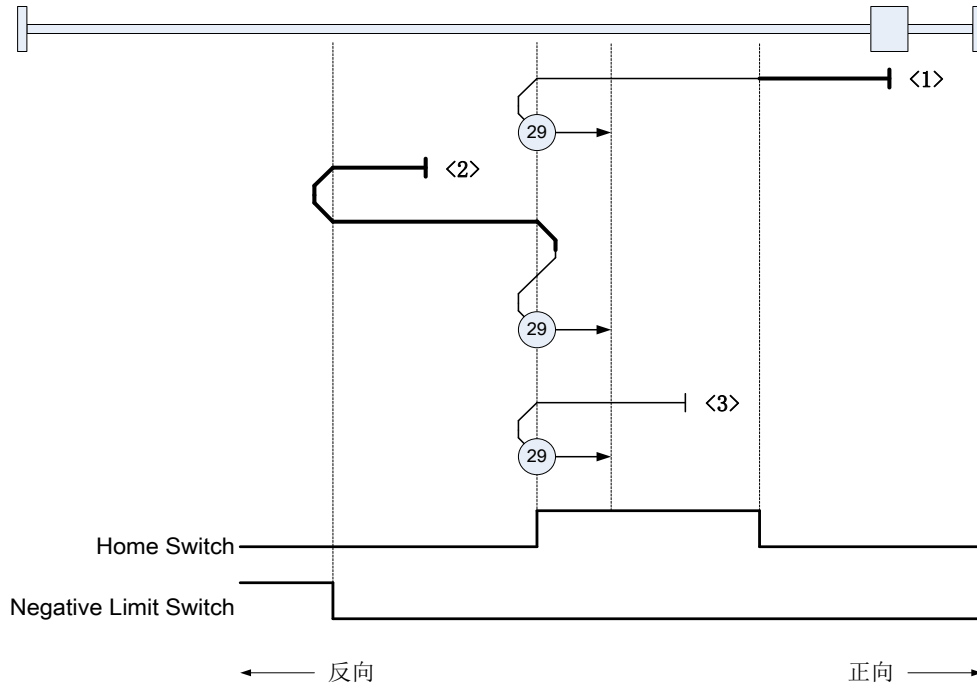 <1>
29
<2>
29
<3>
29
Home Switch
Negative Limit Switch
反向
正向